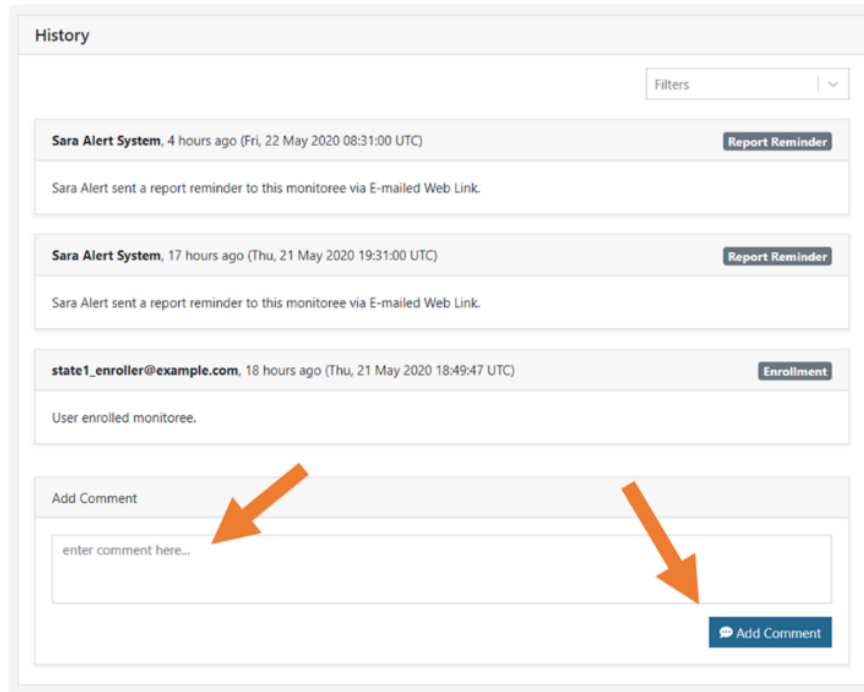 History
Filters
Sara Alert System, 4 hours ago (Fri, 22 May 2020 08:31:00 UTC) Report Reminder
Sara Alert sent a report reminder to this monitoree via E-mailed Web Link.
Sara Alert System, 17 hours ago (Thu, 21 May 2020 19:31:00 UTC) Report Reminder
Sara Alert sent a report reminder to this monitoree via E-mailed Web Link.
state1_enroller@example.com, 18 hours ago (Thu, 21 May 2020 18:49:47 UTC) Enrollment
User enrolled monitoree.
Add Comment
enter comment here...
Add Comment